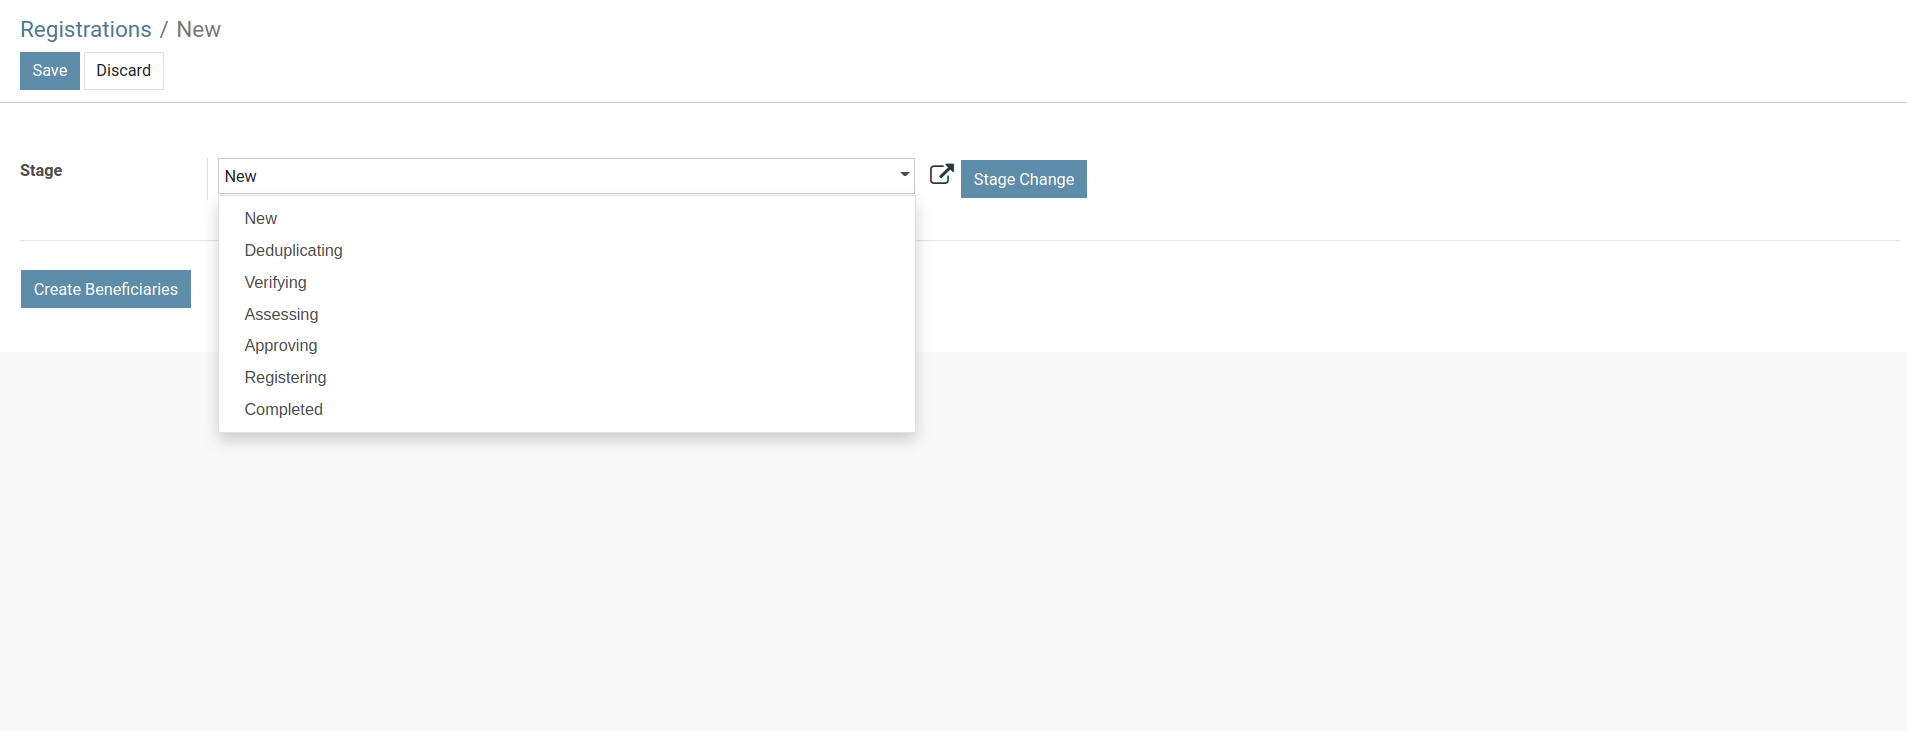 Registrations / New
Save Discard
Stage New Stage Change
New
Deduplicating
Verifying
Create Beneficiaries
Assessing
Approving
Registering
Completed